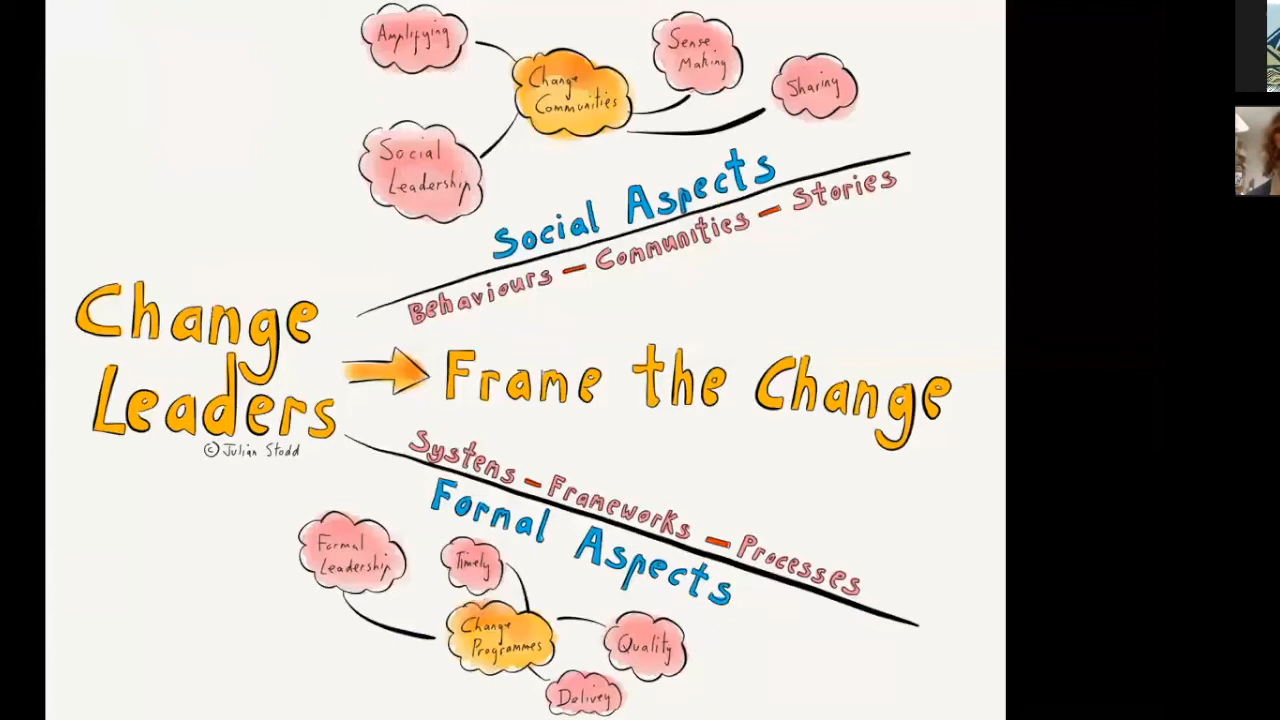 Amplifying
Change
Communities
Sense
Making
Sharing
Social
Leadership
Social Aspects
Behaviours – Communities – Stories
Change
Leaders
© Julian Stodd
Frame the Change
Systems – Frameworks – Processes
Formal Aspects
Formal
Leadership
Timely
Change
Programmes
Quality
Delivey